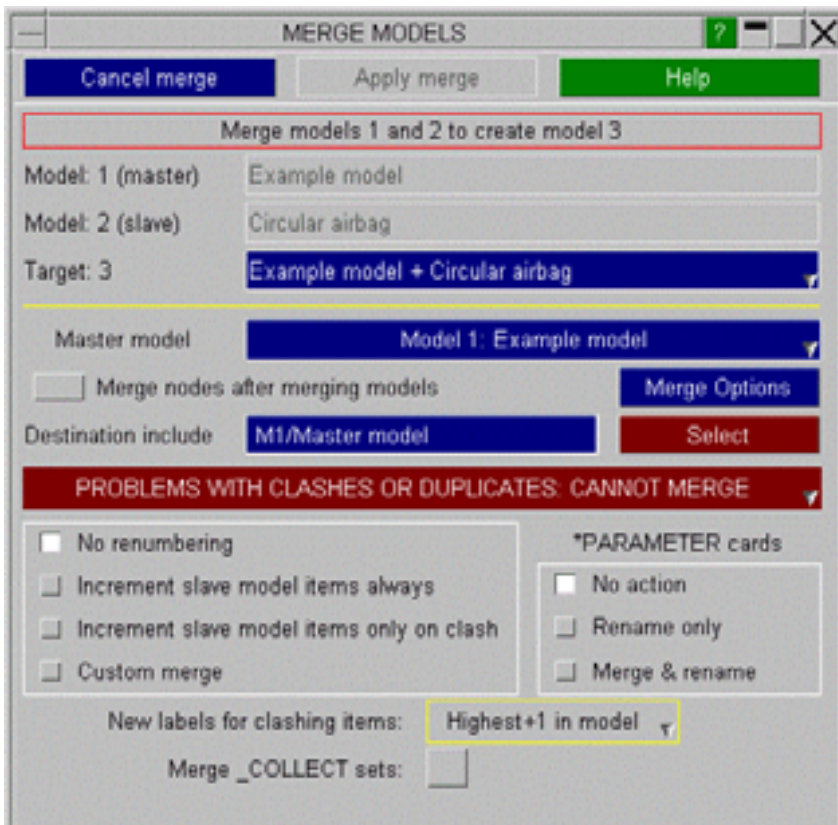 MERGE MODELS ?
Cancel merge Apply merge Help
Merge models 1 and 2 to create model 3
Model: 1 (master) Example model
Model: 2 (slave) Circular airbag
Target: 3 Example model + Circular airbag
Master model Model 1: Example model
Merge nodes after merging models Merge Options
Destination include M1/Master model Select
PROBLEMS WITH CLASHES OR DUPLICATES: CANNOT MERGE
No renumbering *PARAMETER cards
Increment slave model items always No action
Increment slave model items only on clash Rename only
Custom merge Merge & rename
New labels for clashing items: Highest+1 in model
Merge _COLLECT sets: